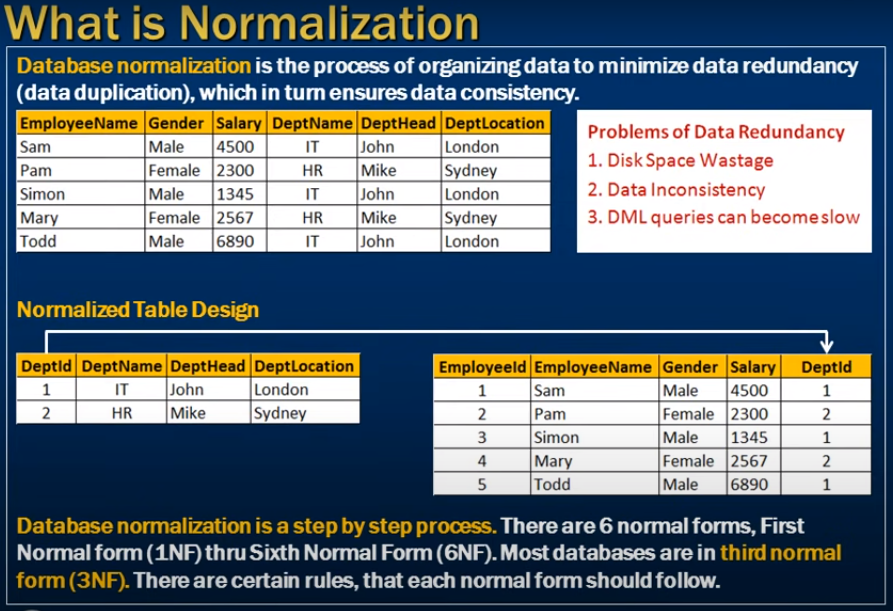 What is Normalization
Database normalization is the process of organizing data to minimize data redundancy
(data duplication), which in turn ensures data consistency.
EmployeeName Gender Salary DeptName DeptHead DeptLocation
Sam Male 4500 IT John London
Pam Female 2300 HR Mike Sydney
Simon Male 1345 IT John London
Mary Female 2567 HR Mike Sydney
Todd Male 6890 IT John London
Problems of Data Redundancy
1. Disk Space Wastage
2. Data Inconsistency
3. DML queries can become slow
Normalized Table Design
DeptId DeptName DeptHead DeptLocation
1 IT John London
2 HR Mike Sydney
EmployeeId EmployeeName Gender Salary DeptId
1 Sam Male 4500 1
2 Pam Female 2300 2
3 Simon Male 1345 1
4 Mary Female 2567 2
5 Todd Male 6890 1
Database normalization is a step by step process. There are 6 normal forms, First
Normal form (1NF) thru Sixth Normal Form (6NF). Most databases are in third normal
form (3NF). There are certain rules, that each normal form should follow.